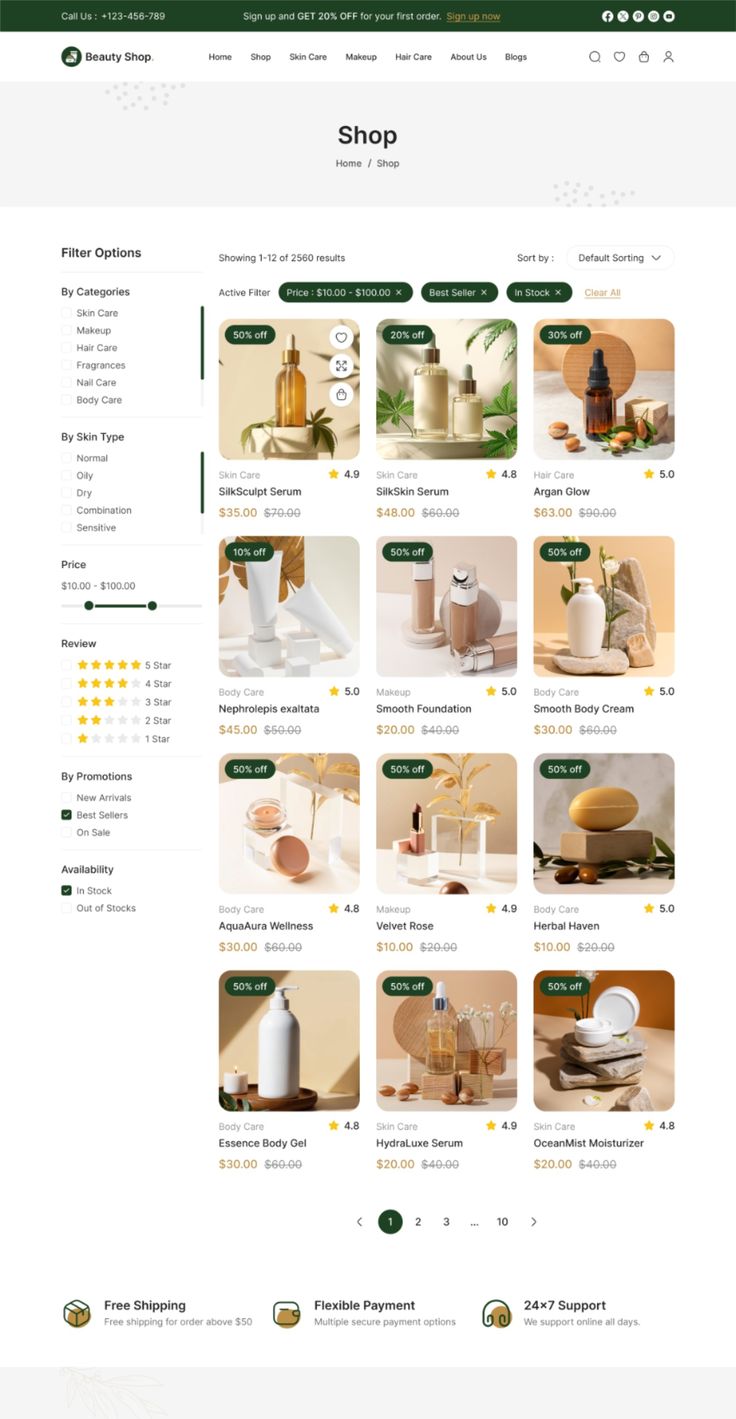 Call Us : +123-456-789
Sign up and GET 20% OFF for your first order. Sign up now
Beauty Shop.
Home Shop Skin Care Makeup Hair Care About Us Blogs
Shop
Home / Shop
Filter Options
By Categories
Skin Care
Makeup
Hair Care
Fragrances
Nail Care
Body Care
By Skin Type
Normal
Oily
Dry
Combination
Sensitive
Price
$10.00 - $100.00
Review
5 Star
4 Star
3 Star
2 Star
1 Star
By Promotions
New Arrivals
Best Sellers
On Sale
Availability
In Stock
Out of Stocks
Showing 1-12 of 2560 results
Sort by : Default Sorting
Active Filter Price : $10.00 - $100.00 × Best Seller × In Stock × Clear All
50% off
Skin Care 4.9
SilkSculpt Serum
$35.00 $70.00
20% off
Skin Care 4.8
SilkSkin Serum
$48.00 $60.00
30% off
Hair Care 5.0
Argan Glow
$63.00 $90.00
10% off
Body Care 5.0
Nephrolepis exaltata
$45.00 $50.00
50% off
Makeup 5.0
Smooth Foundation
$20.00 $40.00
50% off
Body Care 5.0
Smooth Body Cream
$30.00 $60.00
50% off
Body Care 4.8
AquaAura Wellness
$30.00 $60.00
50% off
Makeup 4.9
Velvet Rose
$10.00 $20.00
50% off
Body Care 5.0
Herbal Haven
$10.00 $20.00
50% off
Body Care 4.8
Essence Body Gel
$30.00 $60.00
50% off
Skin Care 4.9
HydraLuxe Serum
$20.00 $40.00
50% off
Skin Care 4.8
OceanMist Moisturizer
$20.00 $40.00
1 2 3 ... 10
Free Shipping
Free shipping for order above $50
Flexible Payment
Multiple secure payment options
24×7 Support
We support online all days.